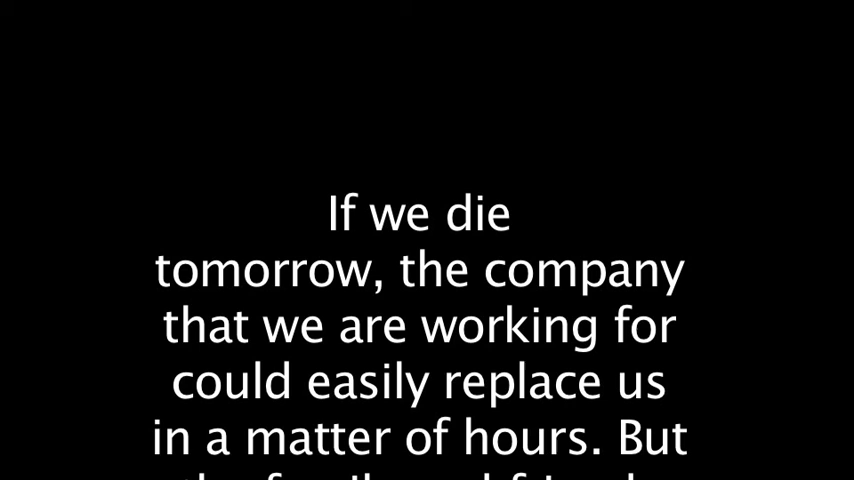 If we die
tomorrow, the company
that we are working for
could easily replace us
in a matter of hours. But